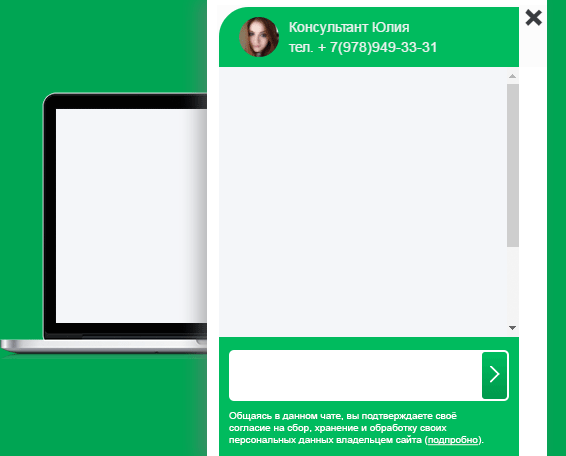 Консультант Юлия
тел. + 7(978)949-33-31
Общаясь в данном чате, вы подтверждаете своё
согласие на сбор, хранение и обработку своих
персональных данных владельцем сайта (подпробно).